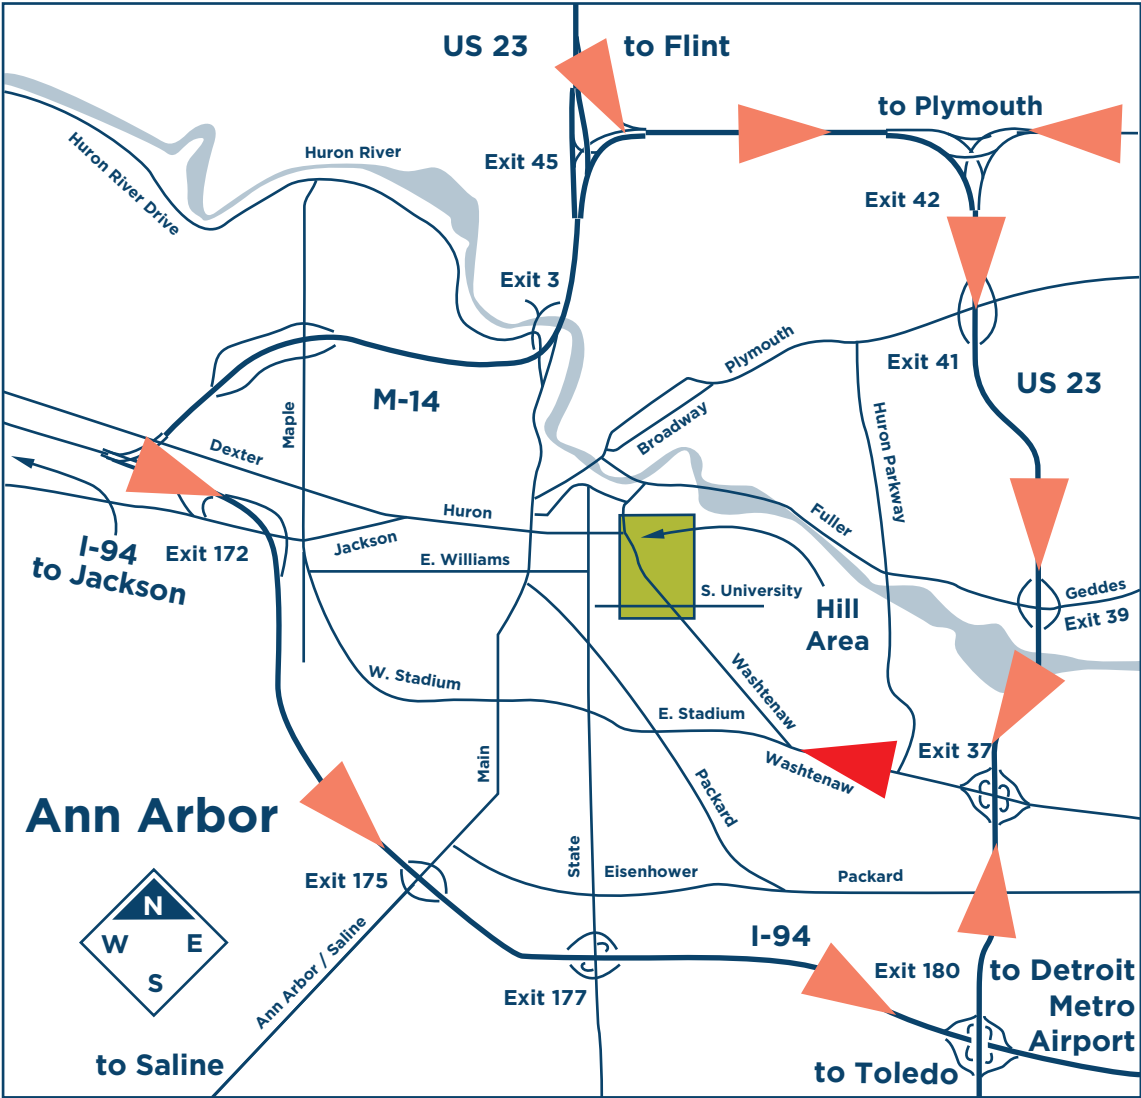 US 23
to Flint
to Plymouth
Huron River
Exit 45
Huron River Drive
Exit 42
Exit 3
Plymouth
Exit 41
US 23
M-14
Maple
Broadway
Huron Parkway
Dexter
Huron
Fuller
Jackson
I-94
to Jackson
Exit 172
E. Williams
S. University
Geddes
Exit 39
Hill
Area
W. Stadium
Washtenaw
E. Stadium
Exit 37
Washtenaw
Main
Packard
Ann Arbor
State
Eisenhower
Packard
Exit 175
N
W
E
S
Ann Arbor / Saline
I-94
Exit 177
Exit 180
to Detroit
Metro
Airport
to Saline
to Toledo